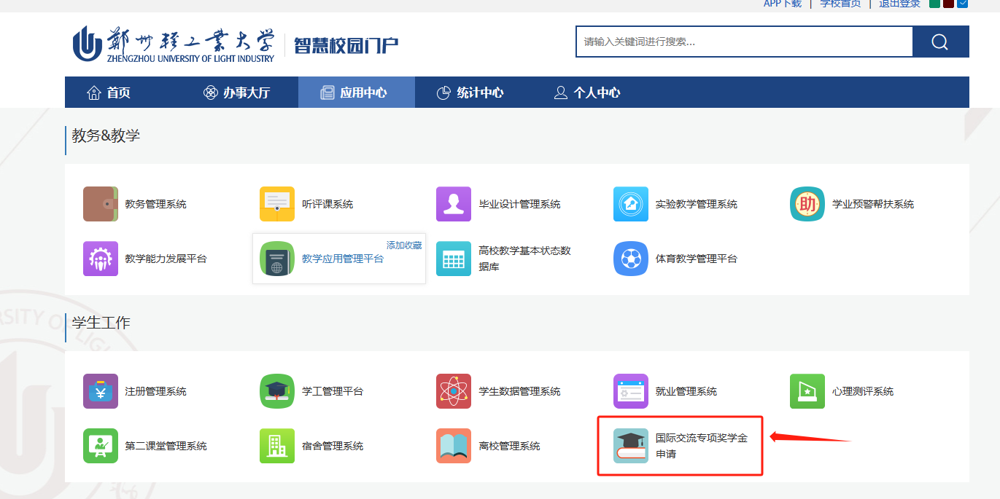 APP下载 | 学校首页 | 退出登录
郑州轻工业大学
ZHENGZHOU UNIVERSITY OF LIGHT INDUSTRY
智慧校园门户
请输入关键词进行搜索...
首页 办事大厅 应用中心 统计中心 个人中心
教务&教学
教务管理系统 听评课系统 毕业设计管理系统 实验教学管理系统 助 学业预警帮扶系统
添加收藏
教学能力发展平台 教学应用管理平台 高校教学基本状态数
据库 体育教学管理平台
学生工作
¥ 注册管理系统 学工管理平台 学生数据管理系统 就业管理系统 心理测评系统
第二课堂管理系统 宿舍管理系统 离校管理系统 国际交流专项奖学金
申请